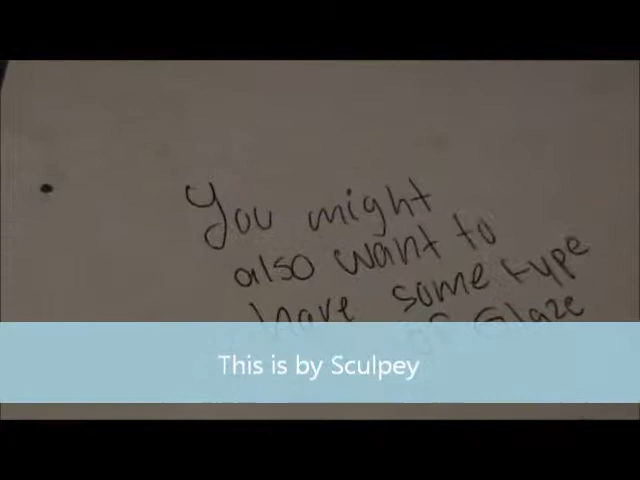 You might
also want to
have some type
of Glaze
This is by Sculpey